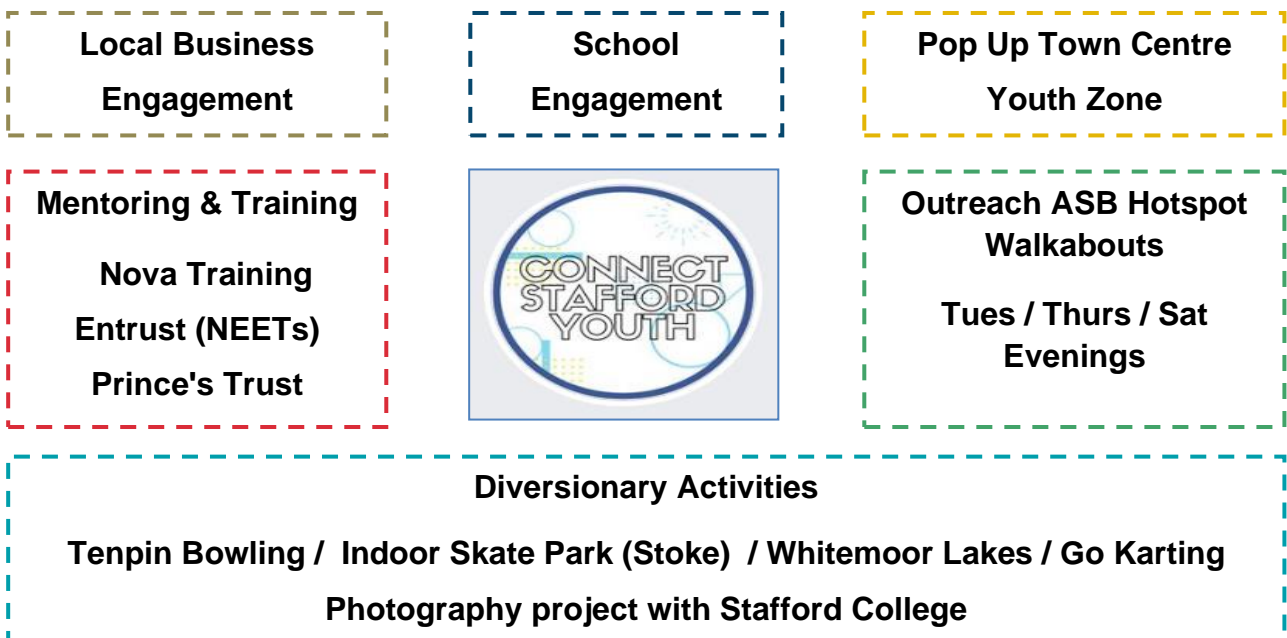 Local Business
Engagement
School
Engagement
Pop Up Town Centre
Youth Zone
Mentoring & Training
Nova Training
Entrust (NEETs)
Prince's Trust
CONNECT
STAFFORD
YOUTH
Outreach ASB Hotspot
Walkabouts
Tues / Thurs / Sat
Evenings
Diversionary Activities
Tenpin Bowling / Indoor Skate Park (Stoke) / Whitemoor Lakes / Go Karting
Photography project with Stafford College